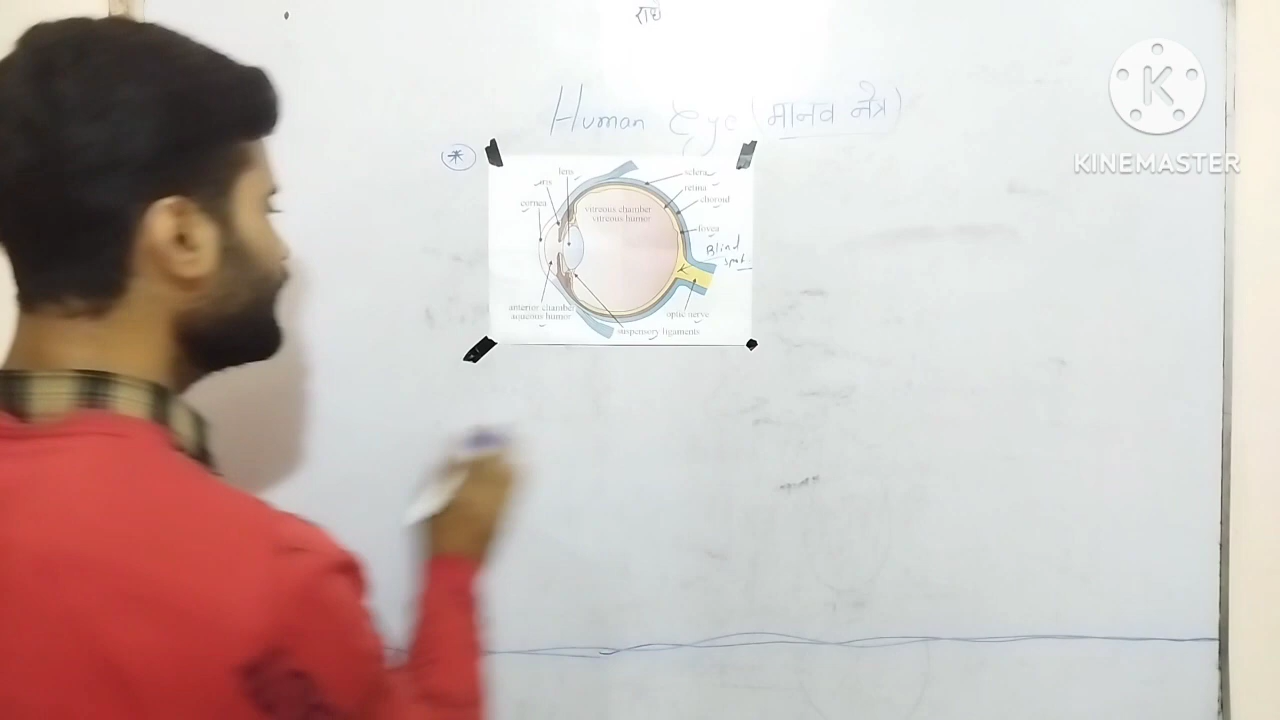 राधे
Human Eye (मानव नेत्र)
*
lens
iris
cornea
sclera
retina
choroid
fovea
vitreous chamber
vitreous humor
Blind
spot
anterior chamber
aqueous humor
suspensory ligaments
optic nerve
K
KINEMASTER